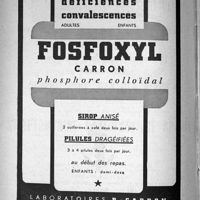 déficiences
convalescences
ADULTES ENFANTS
FOSFOXYL
CARRON
phosphore colloïdal
SIROP ANISÉ
2 cuillerées à café deux fois par jour.
PILULES DRAGÉIFIÉES
3 à 4 pilules deux fois par jour.
au début des repas.
ENFANTS : demi-dose
LABORATOIRES B. CARRON